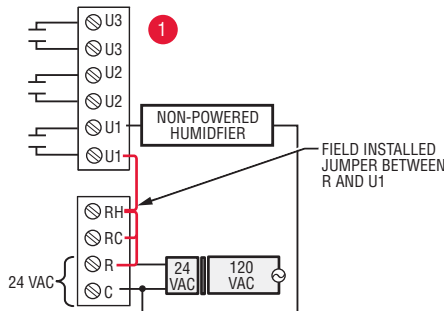 U3
1
U3
U2
U2
U1
NON-POWERED
HUMIDFIER
U1
FIELD INSTALLED
JUMPER BETWEEN
R AND U1
RH
RC
R
24 VAC
C
24
VAC
120
VAC